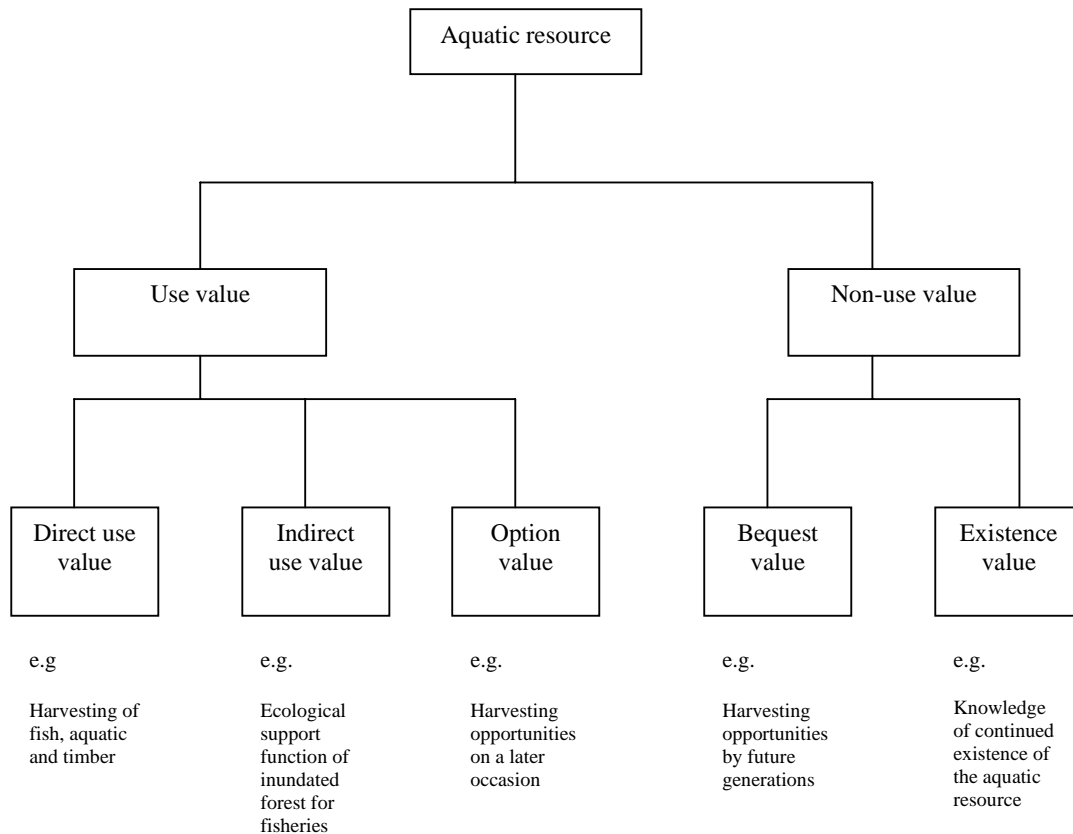 Aquatic resource
Use value
Non-use value
Direct use
value
Indirect
use value
Option
value
Bequest
value
Existence
value
e.g
Harvesting of
fish, aquatic
and timber
e.g.
Ecological
support
function of
inundated
forest for
fisheries
e.g.
Harvesting
opportunities
on a later
occasion
e.g.
Harvesting
opportunities
by future
generations
e.g.
Knowledge
of continued
existence of
the aquatic
resource